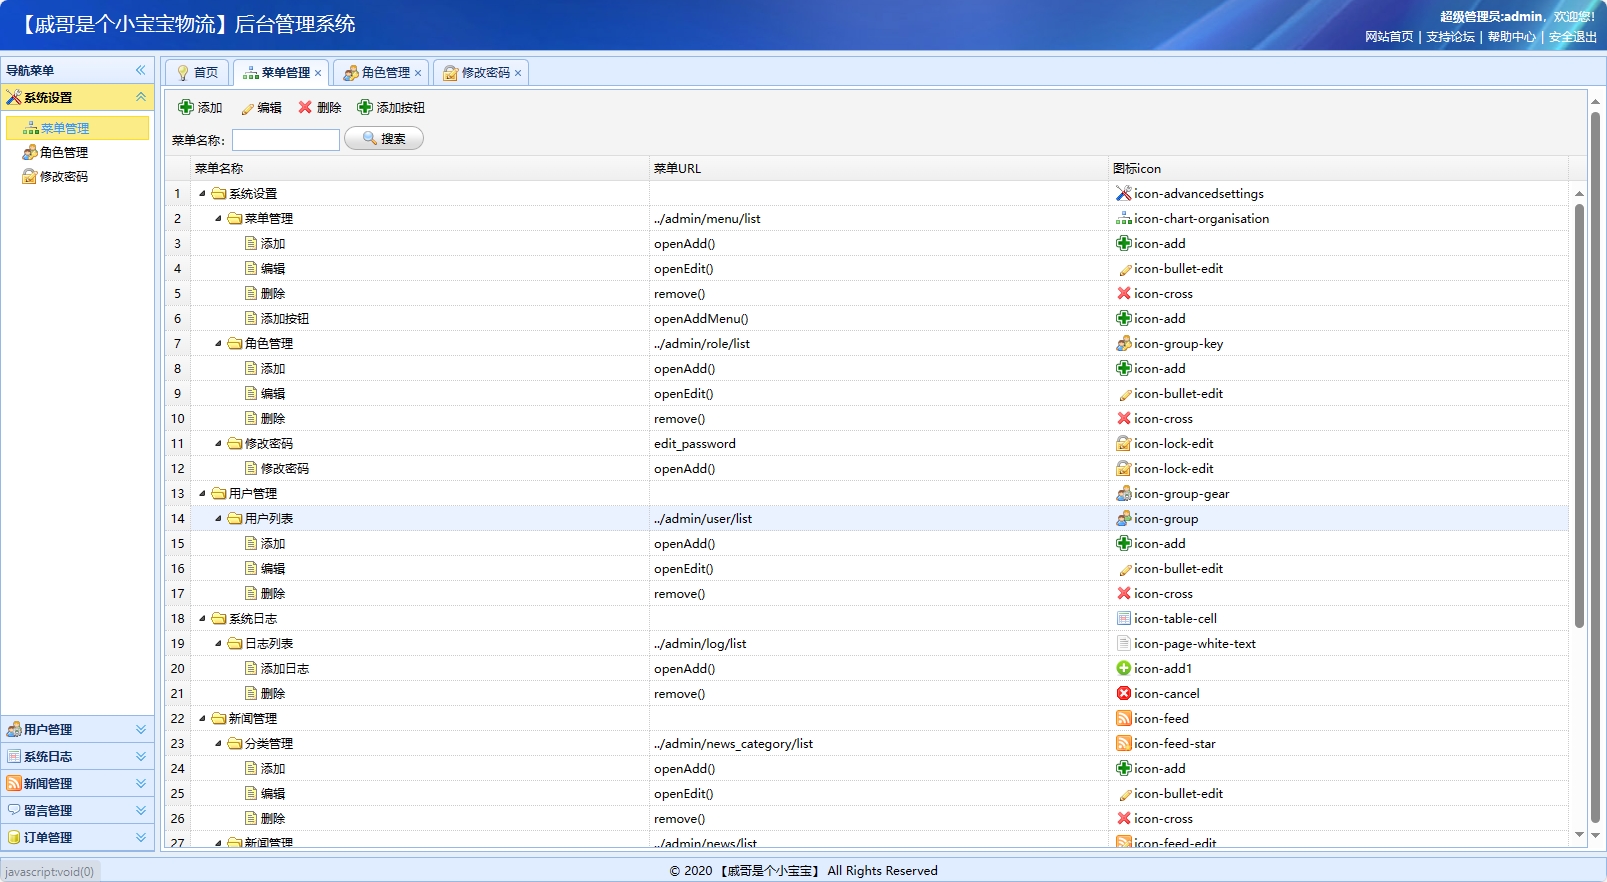 【戚哥是个小宝宝物流】后台管理系统
超级管理员:admin，欢迎您!
网站首页 | 支持论坛 | 帮助中心 | 安全退出
导航菜单
系统设置
菜单管理
角色管理
修改密码
用户管理
系统日志
新闻管理
留言管理
订单管理
首页 菜单管理 角色管理 修改密码
添加 编辑 删除 添加按钮
菜单名称: 搜索
菜单名称 菜单URL 图标icon
1 系统设置 icon-advancedsettings
2 菜单管理 ../admin/menu/list icon-chart-organisation
3 添加 openAdd() icon-add
4 编辑 openEdit() icon-bullet-edit
5 删除 remove() icon-cross
6 添加按钮 openAddMenu() icon-add
7 角色管理 ../admin/role/list icon-group-key
8 添加 openAdd() icon-add
9 编辑 openEdit() icon-bullet-edit
10 删除 remove() icon-cross
11 修改密码 edit_password icon-lock-edit
12 修改密码 openAdd() icon-lock-edit
13 用户管理 icon-group-gear
14 用户列表 ../admin/user/list icon-group
15 添加 openAdd() icon-add
16 编辑 openEdit() icon-bullet-edit
17 删除 remove() icon-cross
18 系统日志 icon-table-cell
19 日志列表 ../admin/log/list icon-page-white-text
20 添加日志 openAdd() icon-add1
21 删除 remove() icon-cancel
22 新闻管理 icon-feed
23 分类管理 ../admin/news_category/list icon-feed-star
24 添加 openAdd() icon-add
25 编辑 openEdit() icon-bullet-edit
26 删除 remove() icon-cross
27 新闻管理 ../admin/news/list icon-feed-edit
javascript:void(0)
© 2020 【戚哥是个小宝宝】 All Rights Reserved